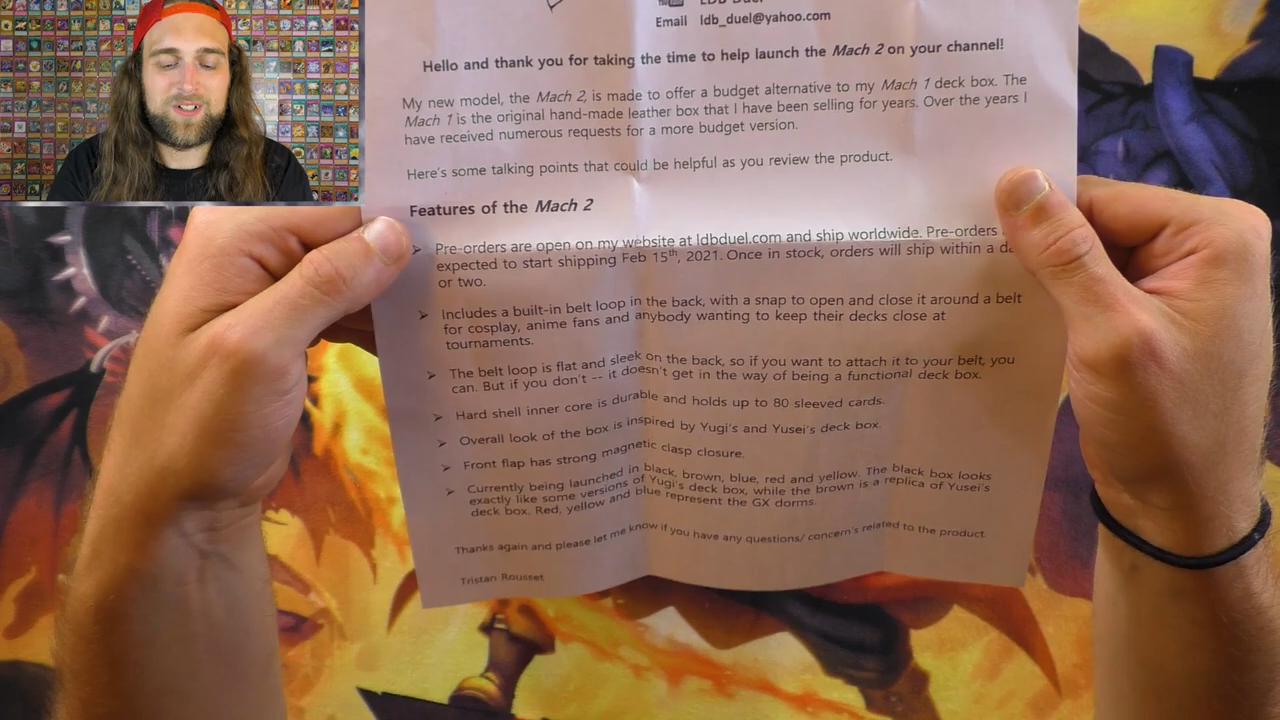 Email ldb_duel@yahoo.com
Hello and thank you for taking the time to help launch the Mach 2 on your channel!
My new model, the Mach 2, is made to offer a budget alternative to my Mach 1 deck box. The
Mach 1 is the original hand-made leather box that I have been selling for years. Over the years I
have received numerous requests for a more budget version.
Here's some talking points that could be helpful as you review the product.
Features of the Mach 2
➢ Pre-orders are open on my website at ldbduel.com and ship worldwide. Pre-orders
expected to start shipping Feb 15th, 2021. Once in stock, orders will ship within a
or two.
➢ Includes a built-in belt loop in the back, with a snap to open and close it around a belt
for cosplay, anime fans and anybody wanting to keep their decks close at
tournaments.
➢ The belt loop is flat and sleek on the back, so if you want to attach it to your belt, you
can. But if you don't -- it doesn't get in the way of being a functional deck box.
➢ Hard shell inner core is durable and holds up to 80 sleeved cards.
➢ Overall look of the box is inspired by Yugi's and Yusei's deck box.
➢ Front flap has strong magnetic clasp closure.
➢ Currently being launched in black, brown, blue, red and yellow. The black box looks
exactly like some versions of Yugi's deck box, while the brown is a replica of Yusei's
deck box. Red, yellow and blue represent the GX dorms.
Thanks again and please let me know if you have any questions/ concern's related to the product.
Tristan Rousset